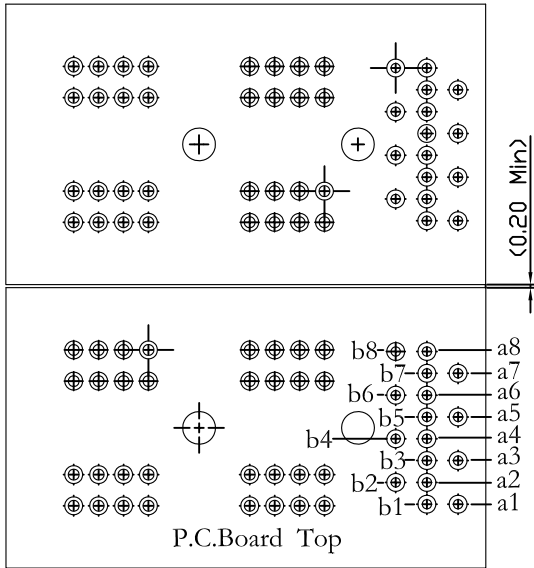 (0.20 Min)
b8 a8
b7 a7
b6 a6
b5 a5
b4 a4
b3 a3
b2 a2
b1 a1
P.C.Board Top